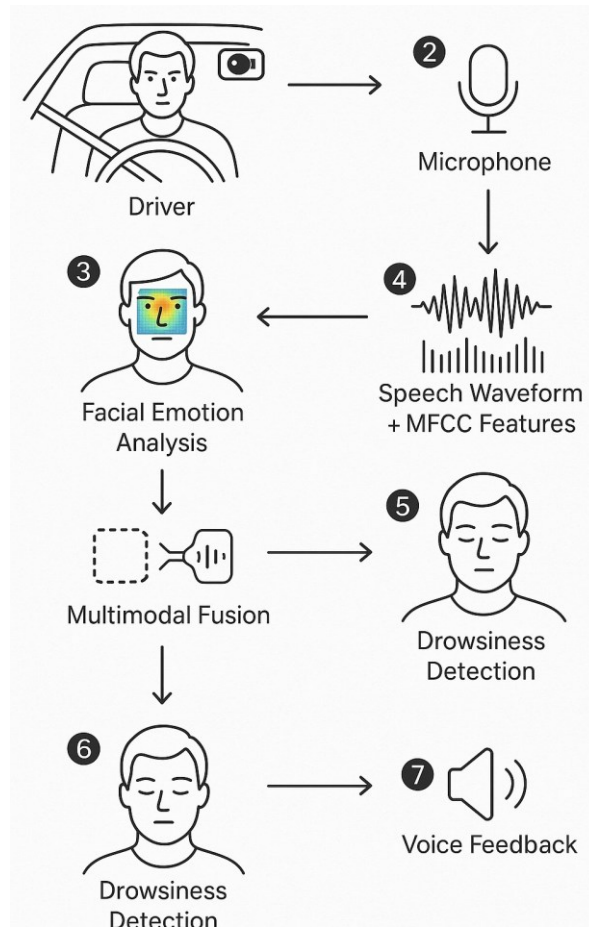 Driver
2
Microphone
3
Facial Emotion
Analysis
4
Speech Waveform
+ MFCC Features
Multimodal Fusion
5
Drowsiness
Detection
6
Drowsiness
Detection
7
Voice Feedback